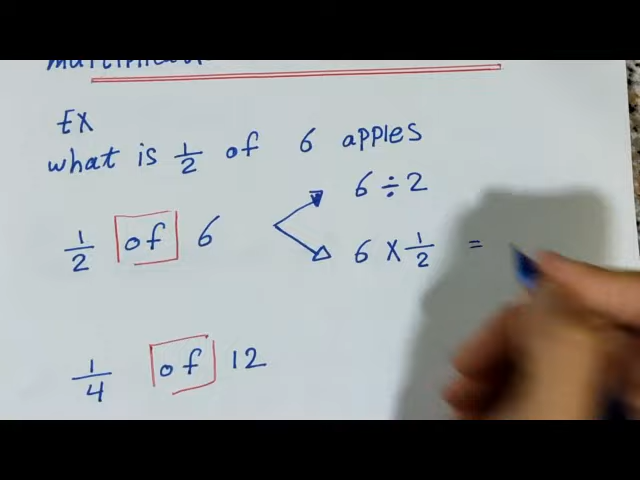 EX
what is 1/2 of 6 apples
6 ÷ 2
1/2 of 6
6 x 1/2 =
1/4 of 12